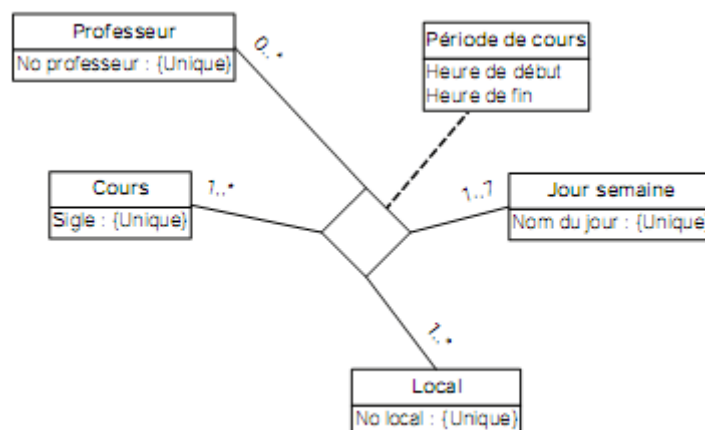 Professeur
No professeur : {Unique}
0..*
Période de cours
Heure de début
Heure de fin
Cours
Sigle : {Unique}
1..*
1..7
Jour semaine
Nom du jour : {Unique}
1..*
Local
No local : {Unique}